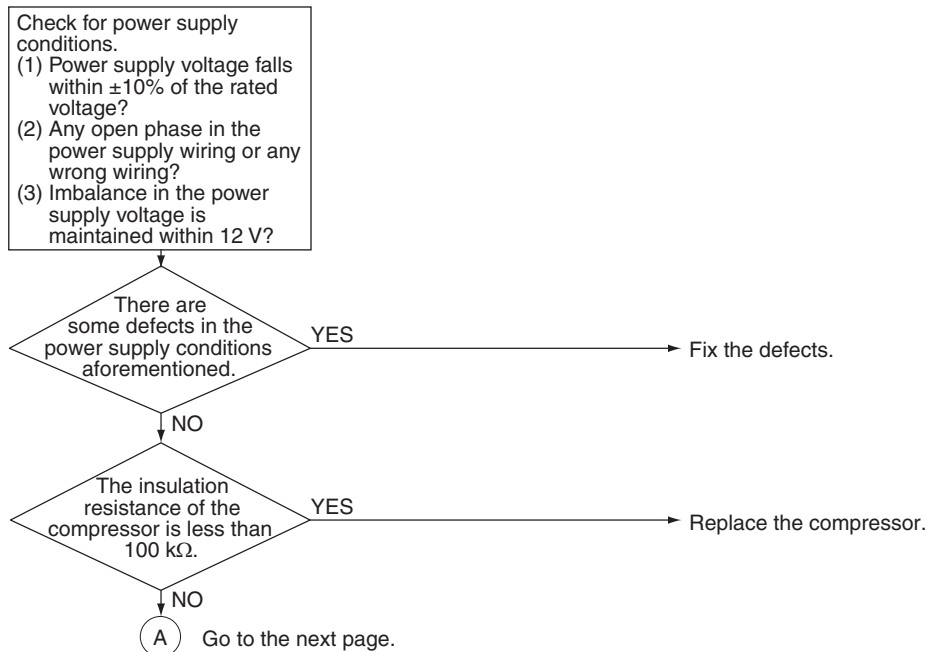 Check for power supply
conditions.
(1) Power supply voltage falls
within ±10% of the rated
voltage?
(2) Any open phase in the
power supply wiring or any
wrong wiring?
(3) Imbalance in the power
supply voltage is
maintained within 12 V?
There are
some defects in the
power supply conditions
aforementioned.
YES
Fix the defects.
NO
The insulation
resistance of the
compressor is less than
100 kΩ.
YES
Replace the compressor.
NO
A
Go to the next page.